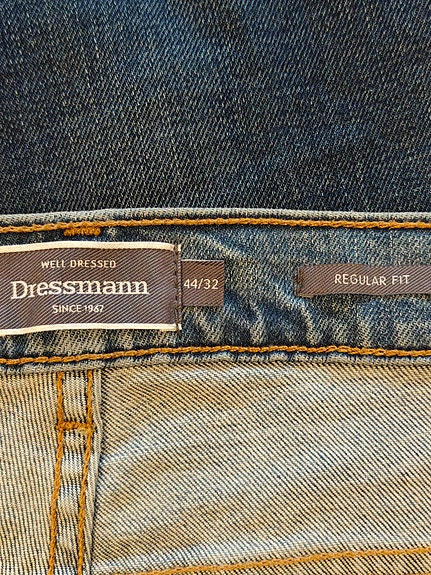 WELL DRESSED
Dressmann
SINCE 1967
44/32
REGULAR FIT